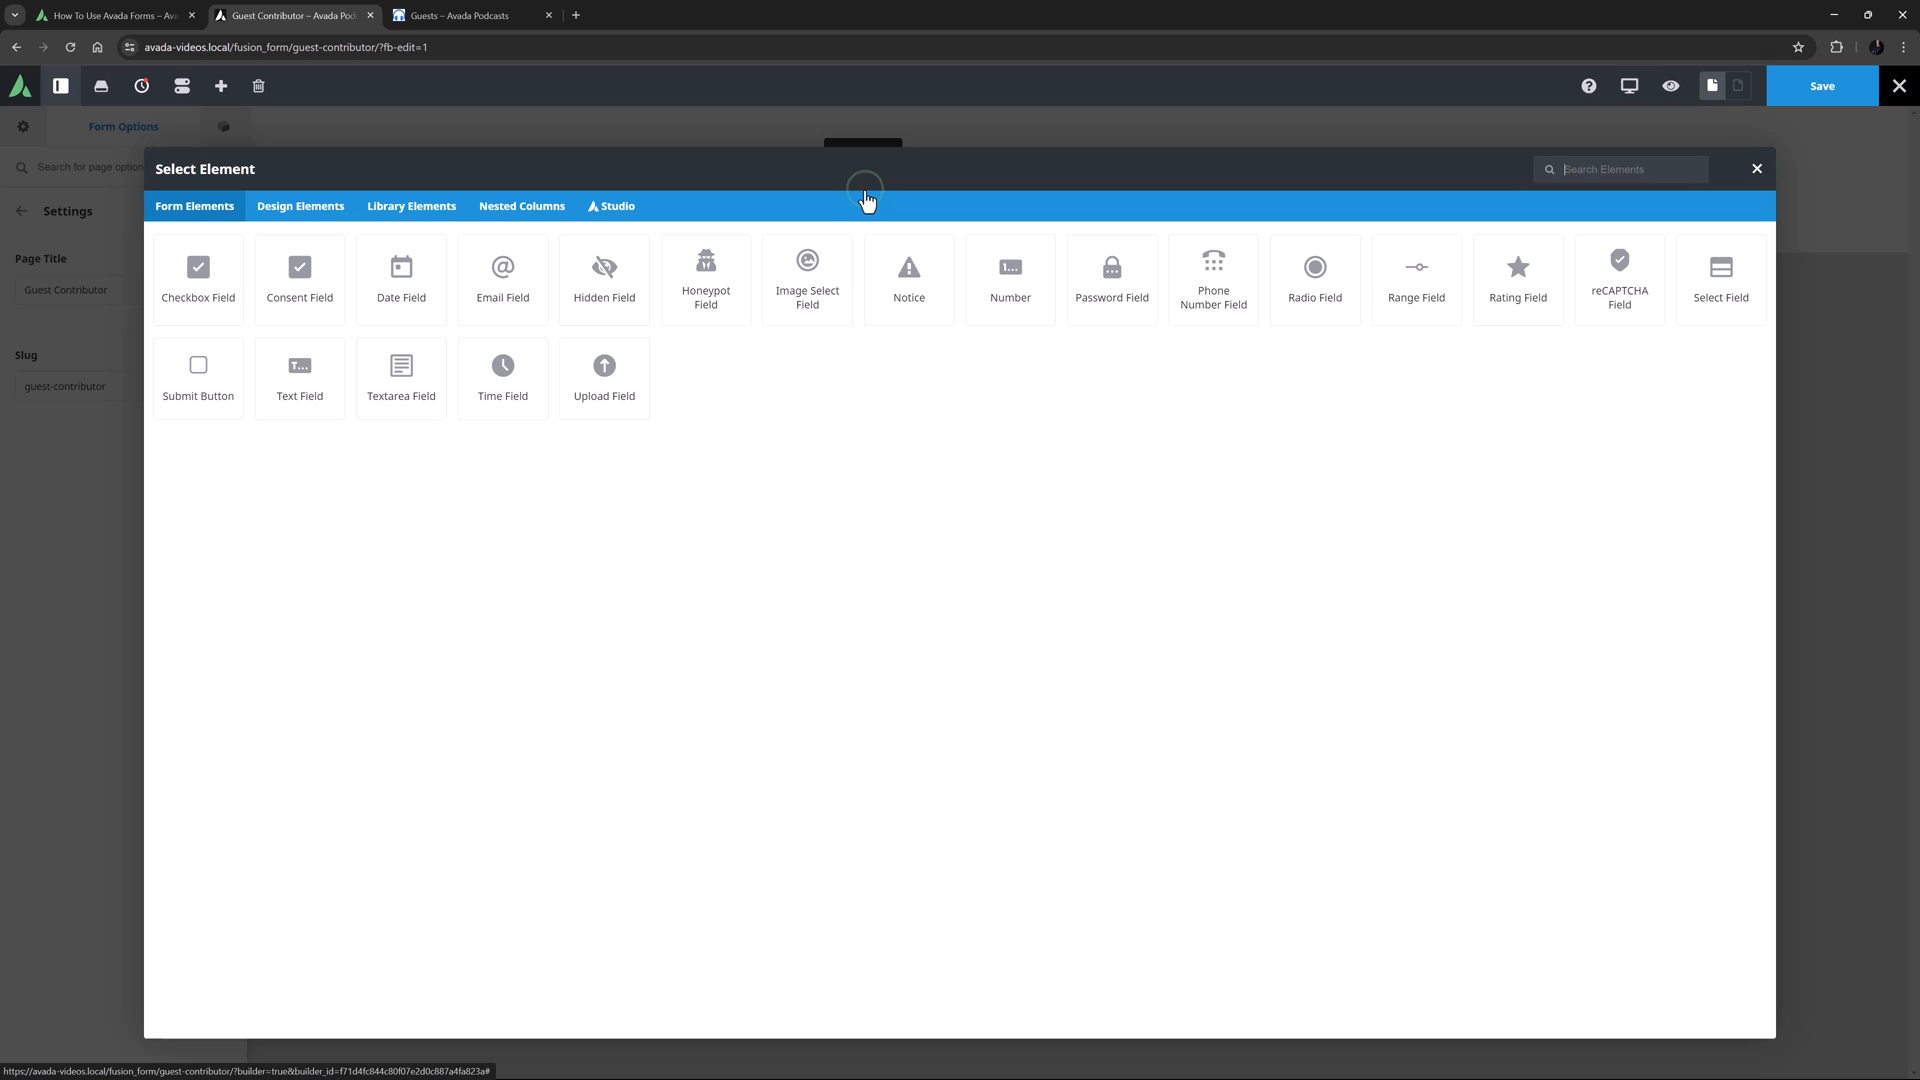 How To Use Avada Forms – Ava
Guest Contributor – Avada Pod
Guests – Avada Podcasts
avada-videos.local/fusion_form/guest-contributor/?fb-edit=1
Save
Form Options
Search for page option
Settings
Page Title
Guest Contributor
Slug
guest-contributor
Select Element
Search Elements
Form Elements
Design Elements
Library Elements
Nested Columns
Studio
Checkbox Field
Consent Field
Date Field
Email Field
Hidden Field
Honeypot
Field
Image Select
Field
Notice
1...
Number
Password Field
Phone
Number Field
Radio Field
Range Field
Rating Field
reCAPTCHA
Field
Select Field
Submit Button
T...
Text Field
Textarea Field
Time Field
Upload Field
https://avada-videos.local/fusion_form/guest-contributor/?builder=true&builder_id=f71d4fc844c80f07e2d0c887a4fa823a#